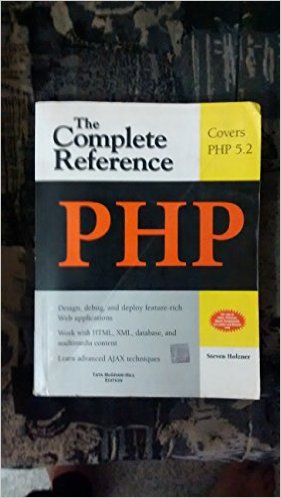 The
Complete
Reference
Covers
PHP 5.2
PHP
Design, debug, and deploy feature-rich
Web applications
Work with HTML, XML, database, and
multimedia content
Learn advanced AJAX techniques
Steven Holzner
TATA MCGRAW-HILL
EDITION